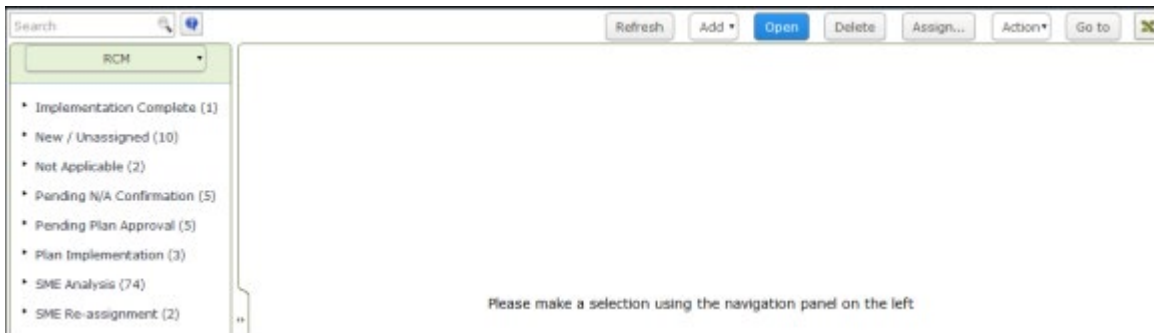 Search
Refresh Add Open Delete Assign... Action Go to
RCM
Implementation Complete (1)
New / Unassigned (10)
Not Applicable (2)
Pending N/A Confirmation (5)
Pending Plan Approval (5)
Plan Implementation (3)
SME Analysis (74)
SME Re-assignment (2)
Please make a selection using the navigation panel on the left